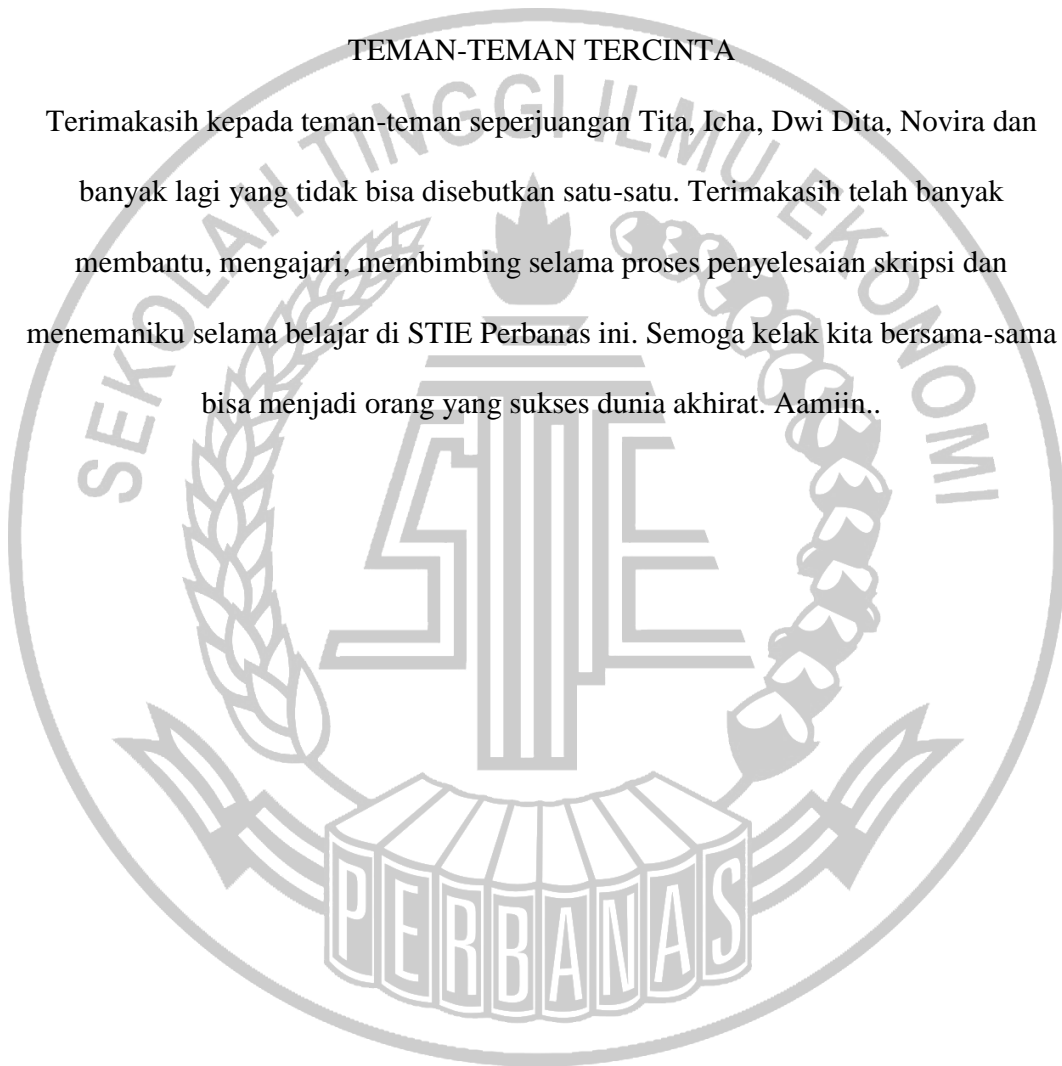 TEMAN-TEMAN TERCINTA
Terimakasih kepada teman-teman seperjuangan Tita, Icha, Dwi Dita, Novira dan
banyak lagi yang tidak bisa disebutkan satu-satu. Terimakasih telah banyak
membantu, mengajari, membimbing selama proses penyelesaian skripsi dan
menemaniku selama belajar di STIE Perbanas ini. Semoga kelak kita bersama-sama
bisa menjadi orang yang sukses dunia akhirat. Aamiin..
SEKOLAH TINGGI ILMU EKONOMI
STIE
PERBANAS